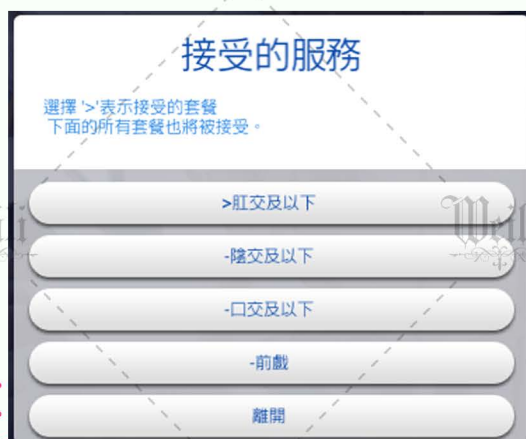 接受的服務
選擇 '>'表示接受的套餐
下面的所有套餐也將被接受。
>肛交及以下
-陰交及以下
-口交及以下
-前戲
離開